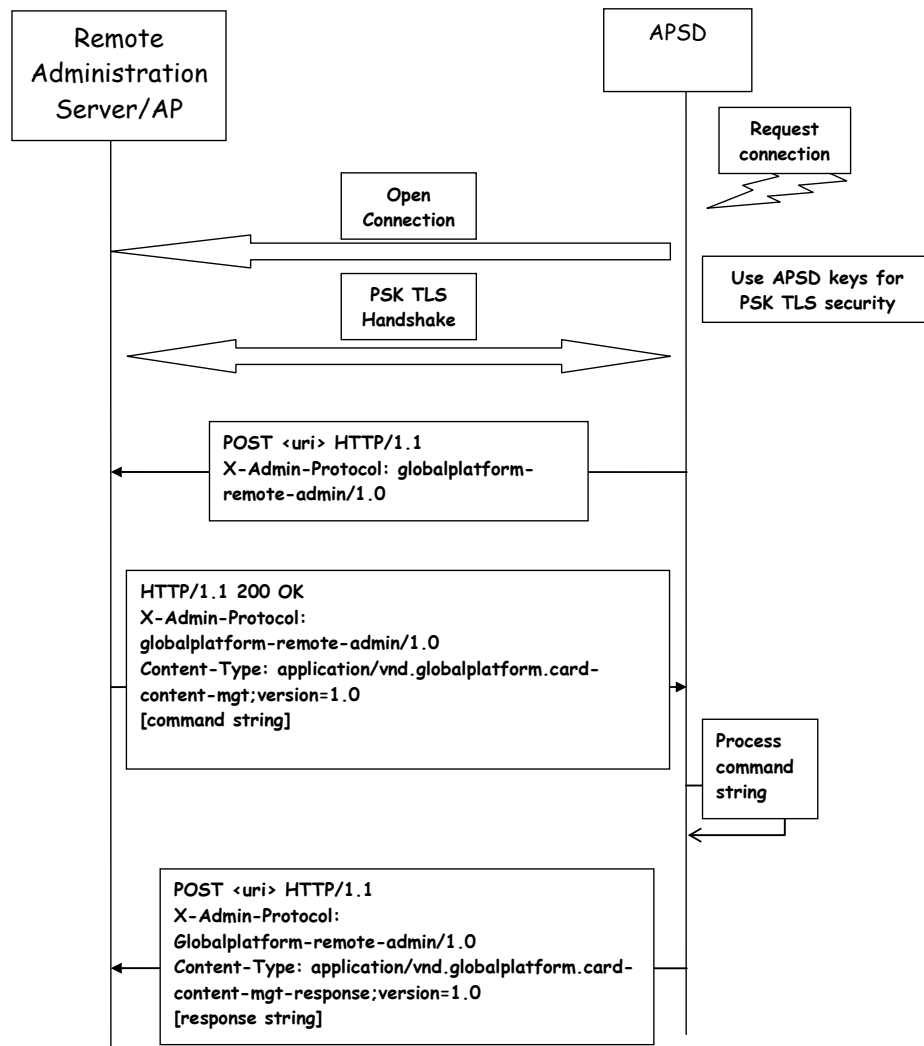 Remote
Administration
Server/AP
APSD
Request
connection
Open
Connection
Use APSD keys for
PSK TLS security
PSK TLS
Handshake
POST <uri> HTTP/1.1
X-Admin-Protocol: globalplatform-
remote-admin/1.0
HTTP/1.1 200 OK
X-Admin-Protocol:
globalplatform-remote-admin/1.0
Content-Type: application/vnd.globalplatform.card-
content-mgt;version=1.0
[command string]
Process
command
string
POST <uri> HTTP/1.1
X-Admin-Protocol:
Globalplatform-remote-admin/1.0
Content-Type: application/vnd.globalplatform.card-
content-mgt-response;version=1.0
[response string]